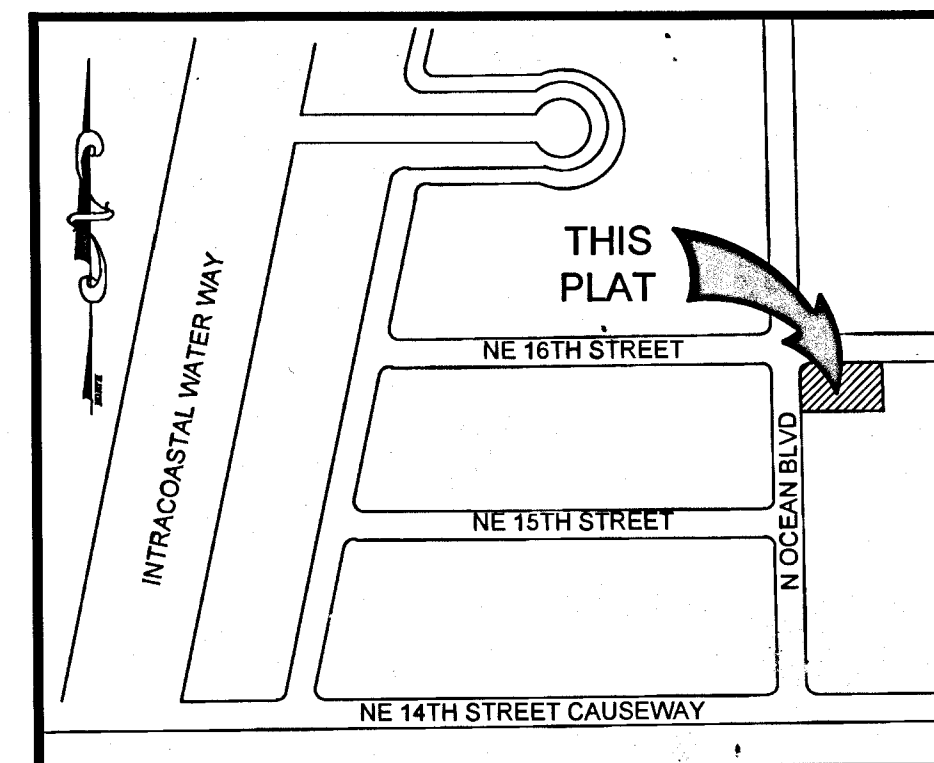 THIS
PLAT
NE 16TH STREET
INTRACOASTAL WATER WAY
N OCEAN BLVD
NE 15TH STREET
NE 14TH STREET CAUSEWAY